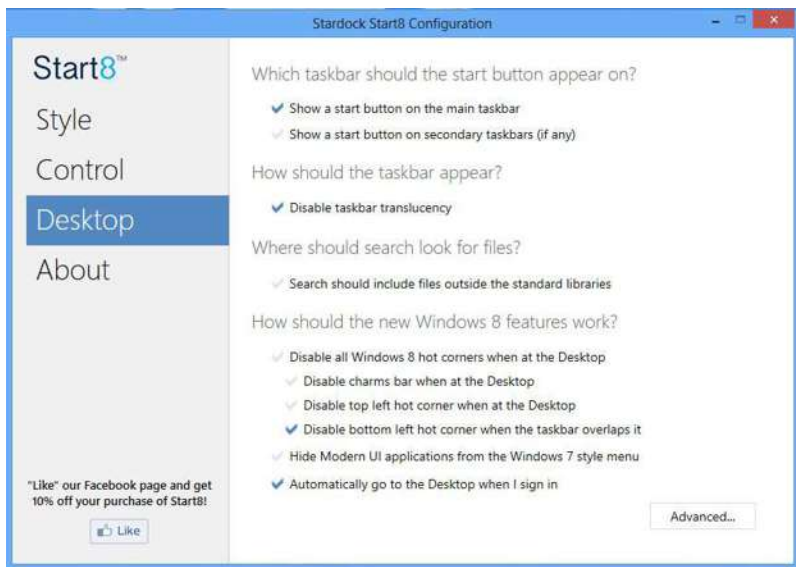 Stardock Start8 Configuration
Start8™
Style
Control
Desktop
About
"Like" our Facebook page and get
10% off your purchase of Start8!
Like
Which taskbar should the start button appear on?
Show a start button on the main taskbar
Show a start button on secondary taskbars (if any)
How should the taskbar appear?
Disable taskbar translucency
Where should search look for files?
Search should include files outside the standard libraries
How should the new Windows 8 features work?
Disable all Windows 8 hot corners when at the Desktop
Disable charms bar when at the Desktop
Disable top left hot corner when at the Desktop
Disable bottom left hot corner when the taskbar overlaps it
Hide Modern UI applications from the Windows 7 style menu
Automatically go to the Desktop when I sign in
Advanced...